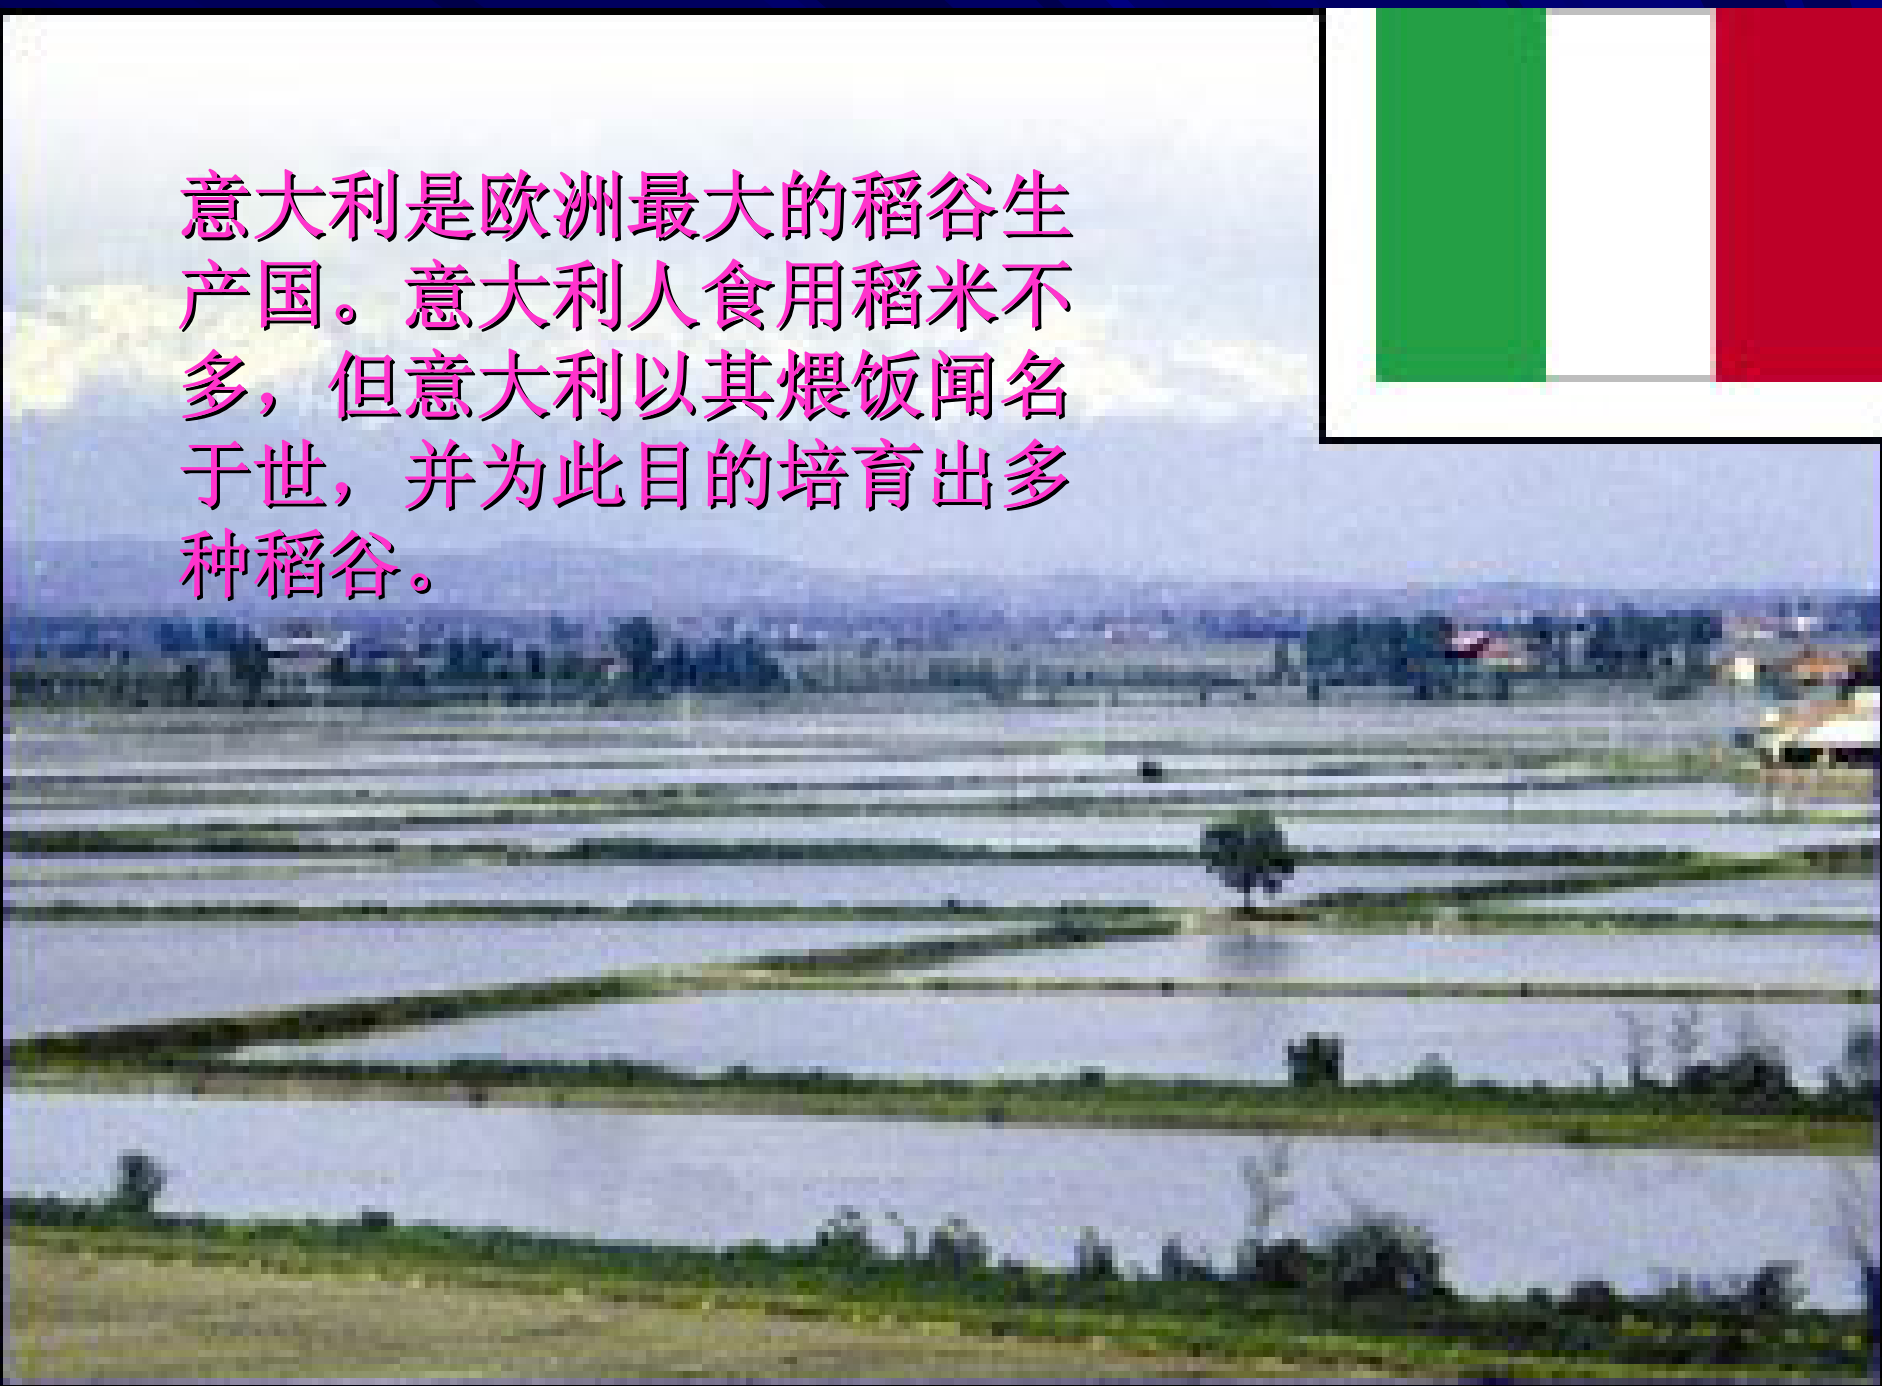 意大利是欧洲最大的稻谷生
产国。意大利人食用稻米不
多，但意大利以其煨饭闻名
于世，并为此目的培育出多
种稻谷。